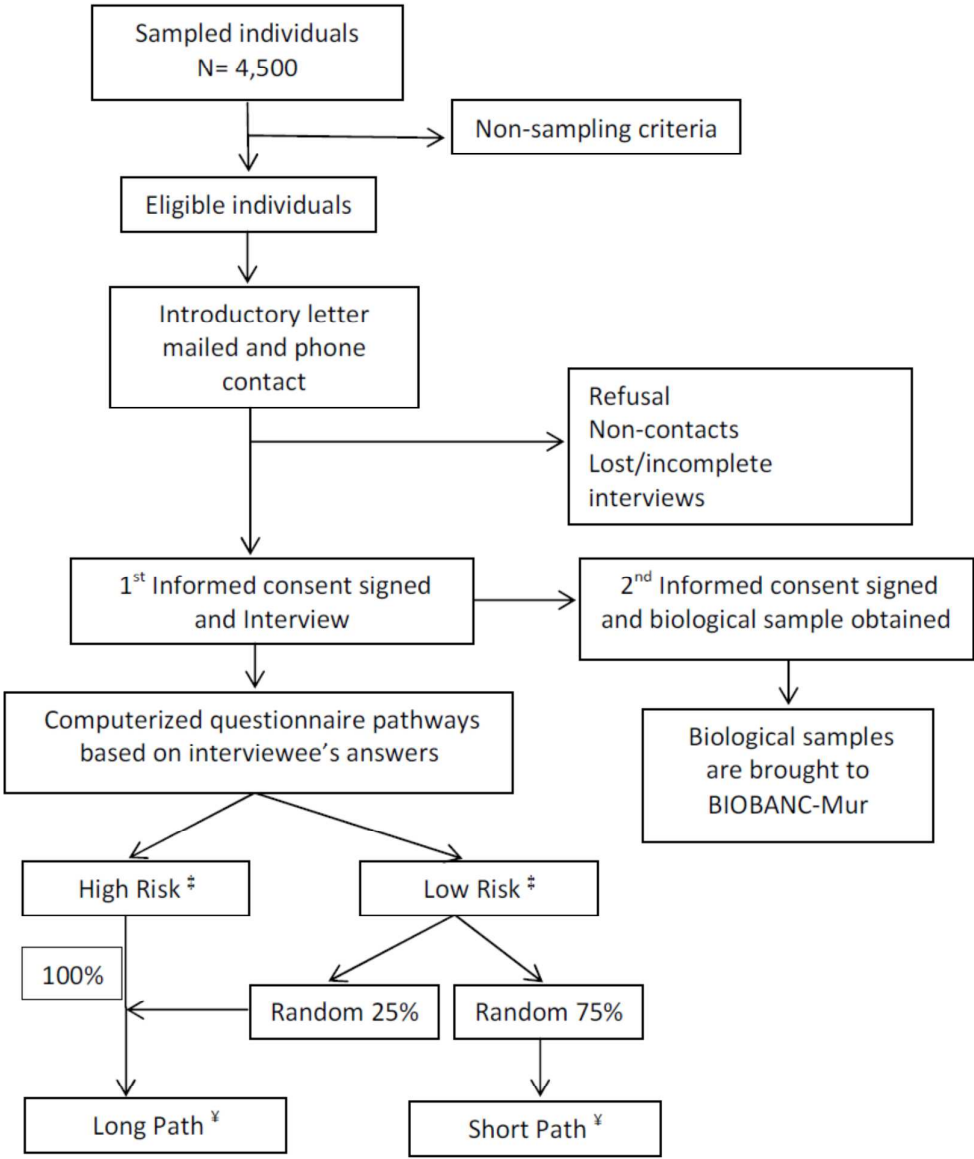 Sampled individuals
N= 4,500
Non-sampling criteria
Eligible individuals
Introductory letter
mailed and phone
contact
Refusal
Non-contacts
Lost/incomplete
interviews
1st Informed consent signed
and Interview
2nd Informed consent signed
and biological sample obtained
Computerized questionnaire pathways
based on interviewee’s answers
Biological samples
are brought to
BIOBANC-Mur
High Risk ‡
Low Risk ‡
100%
Random 25%
Random 75%
Long Path ¥
Short Path ¥